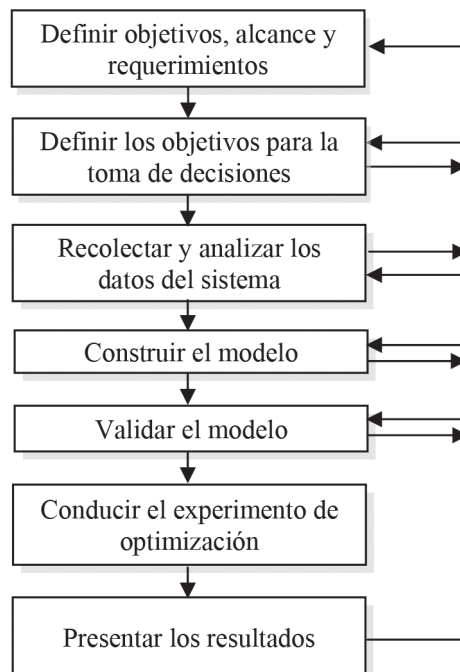 Definir objetivos, alcance y
requerimientos
Definir los objetivos para la
toma de decisiones
Recolectar y analizar los
datos del sistema
Construir el modelo
Validar el modelo
Conducir el experimento de
optimización
Presentar los resultados